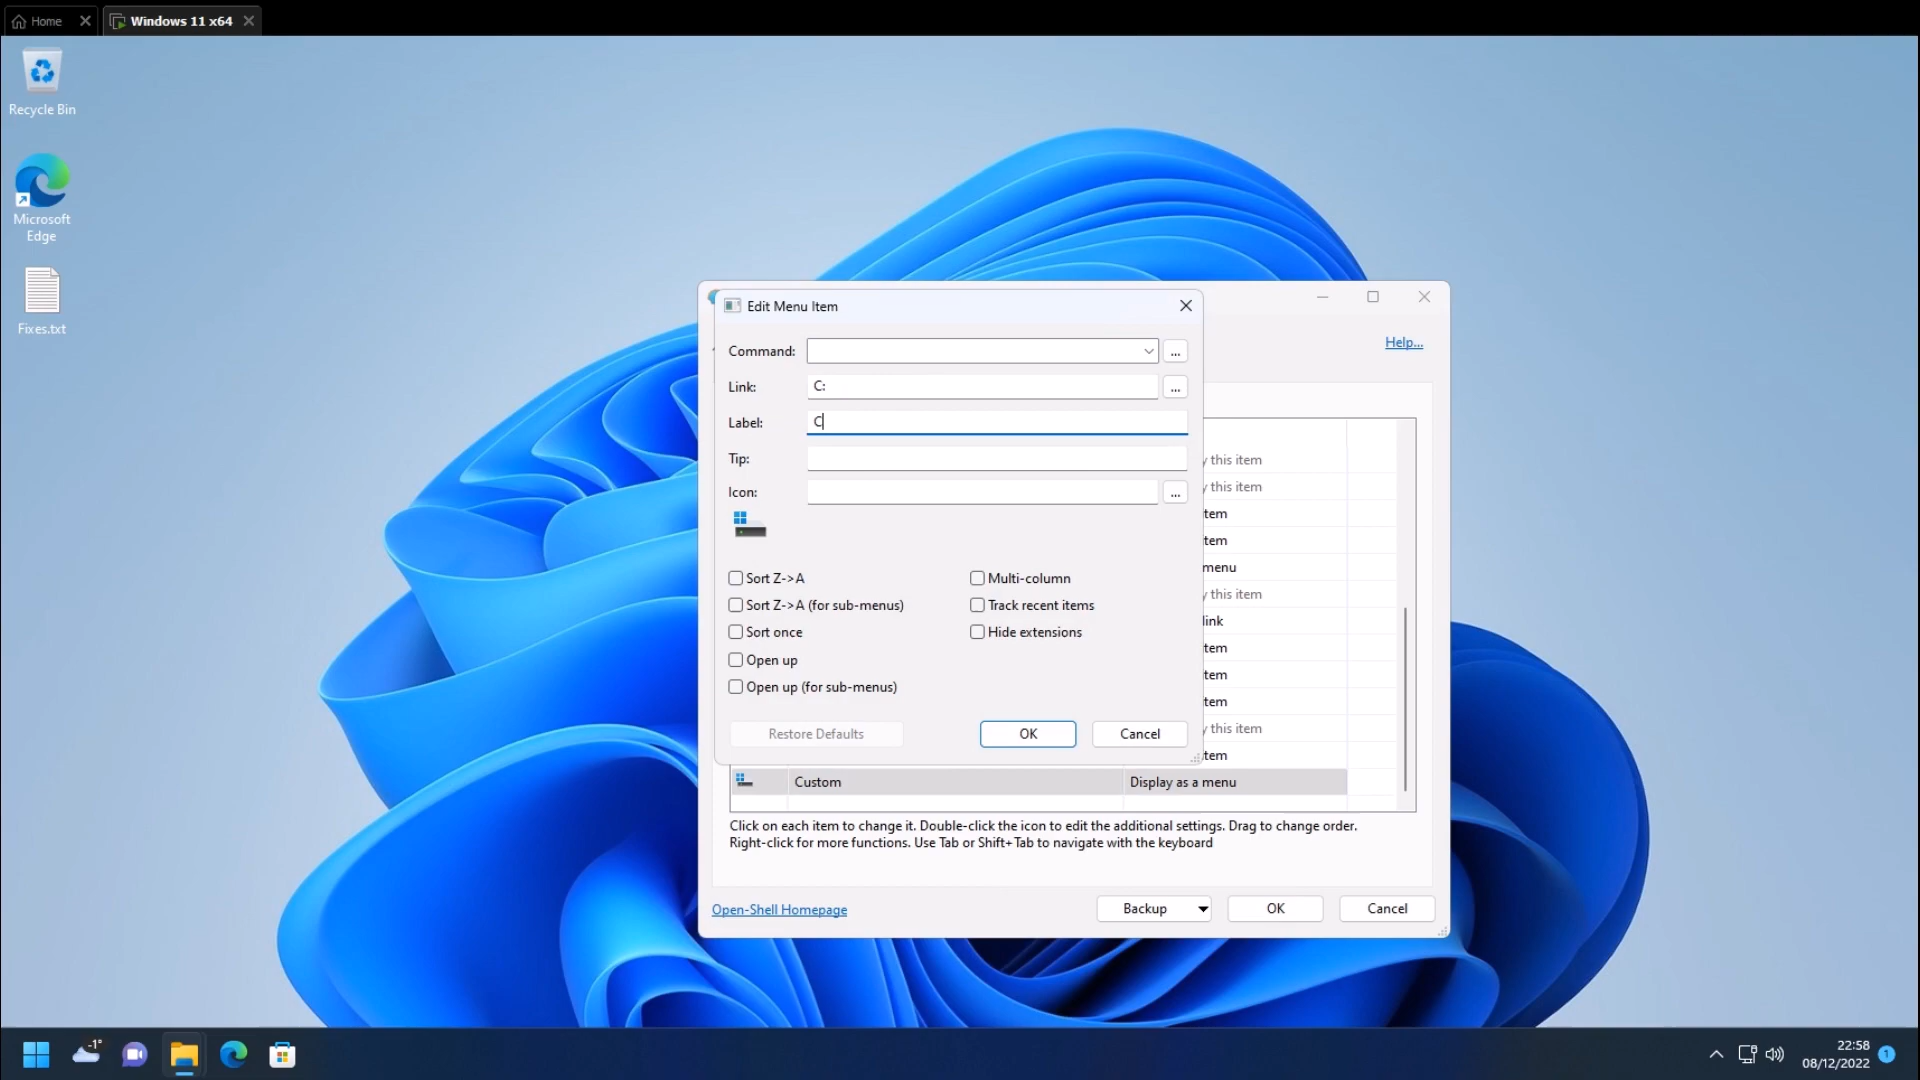 Home
Windows 11 x64
Recycle Bin
Microsoft
Edge
Fixes.txt
Edit Menu Item
Help...
Command:
...
Link:
C:
...
Label:
C
Tip:
Icon:
...
y this item
y this item
tem
tem
menu
y this item
link
tem
tem
tem
y this item
tem
Sort Z->A
Multi-column
Sort Z->A (for sub-menus)
Track recent items
Sort once
Hide extensions
Open up
Open up (for sub-menus)
Restore Defaults
OK
Cancel
Custom
Display as a menu
Click on each item to change it. Double-click the icon to edit the additional settings. Drag to change order.
Right-click for more functions. Use Tab or Shift+Tab to navigate with the keyboard
Open-Shell Homepage
Backup
OK
Cancel
-1°
22:58
08/12/2022
1